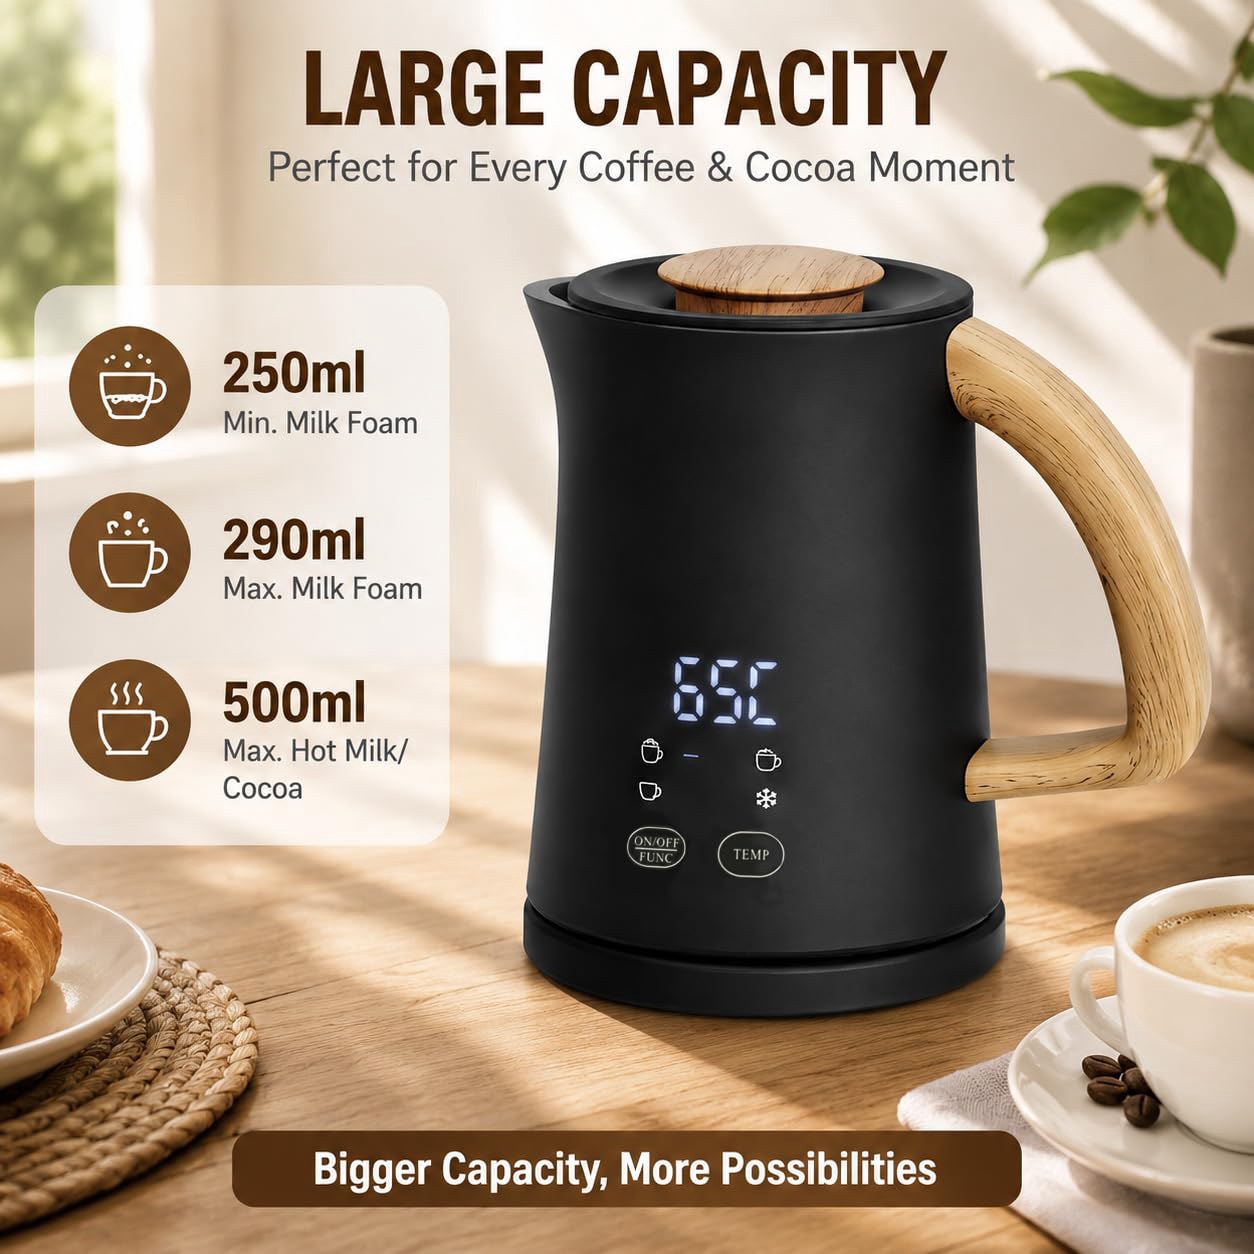 LARGE CAPACITY
Perfect for Every Coffee & Cocoa Moment
250ml
Min. Milk Foam
290ml
Max. Milk Foam
500ml
Max. Hot Milk/
Cocoa
65C
ON/OFF
FUNC
TEMP
Bigger Capacity, More Possibilities